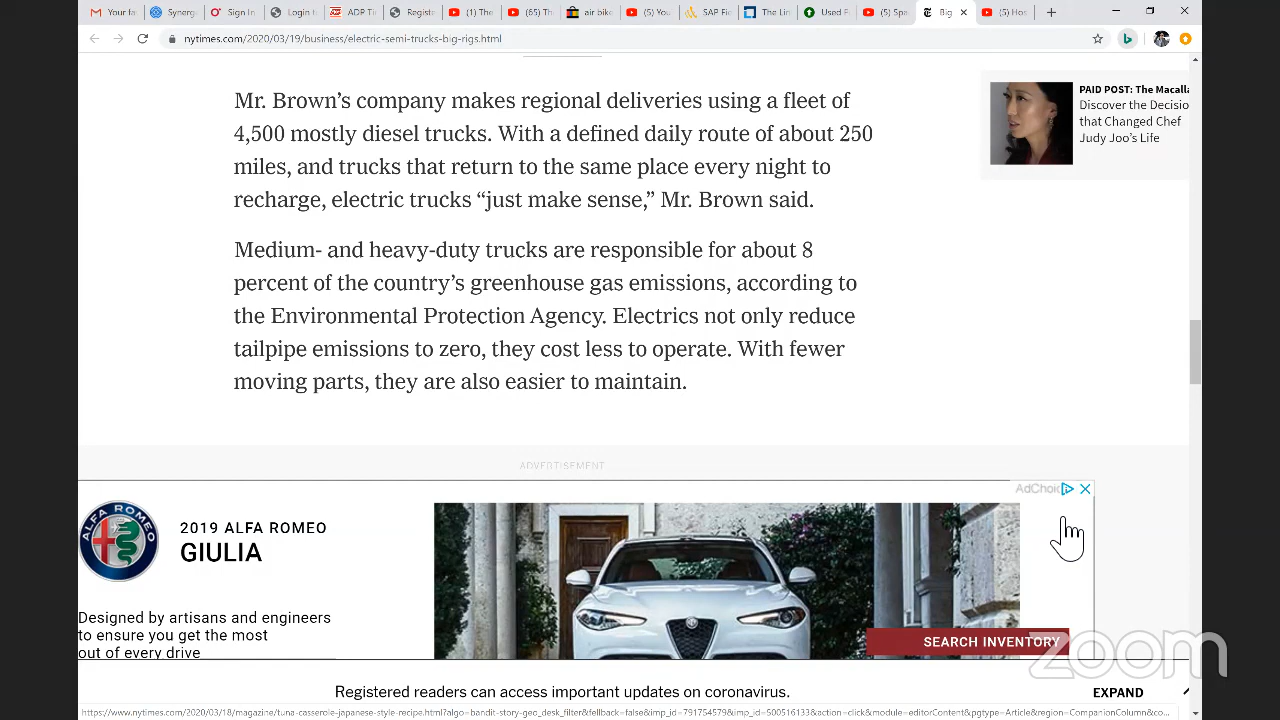 Your fa
Synerg
Sign In
Login t
ADP Ti
Registe
(1) The
(65) Th
air bike
(5) You
SAP Fi
The Lir
Used F
(5) Spa
Big
(5) Hos
nytimes.com/2020/03/19/business/electric-semi-trucks-big-rigs.html
Mr. Brown's company makes regional deliveries using a fleet of
4,500 mostly diesel trucks. With a defined daily route of about 250
miles, and trucks that return to the same place every night to
recharge, electric trucks “just make sense,” Mr. Brown said.
Medium- and heavy-duty trucks are responsible for about 8
percent of the country’s greenhouse gas emissions, according to
the Environmental Protection Agency. Electrics not only reduce
tailpipe emissions to zero, they cost less to operate. With fewer
moving parts, they are also easier to maintain.
PAID POST: The Macalla
Discover the Decisio
that Changed Chef
Judy Joo’s Life
ADVERTISEMENT
AdChoic
ALFA ROMEO
2019 ALFA ROMEO
GIULIA
Designed by artisans and engineers
to ensure you get the most
out of every drive
SEARCH INVENTORY
zoom
Registered readers can access important updates on coronavirus.
EXPAND
https://www.nytimes.com/2020/03/18/magazine/tuna-casserole-japanese-style-recipe.html?algo=bandit-story-geo_desk_filter&fellback=false&imp_id=791754579&imp_id=500516133&action=click&module=editorContent&pgtype=Article&region=CompanionColumn&co...